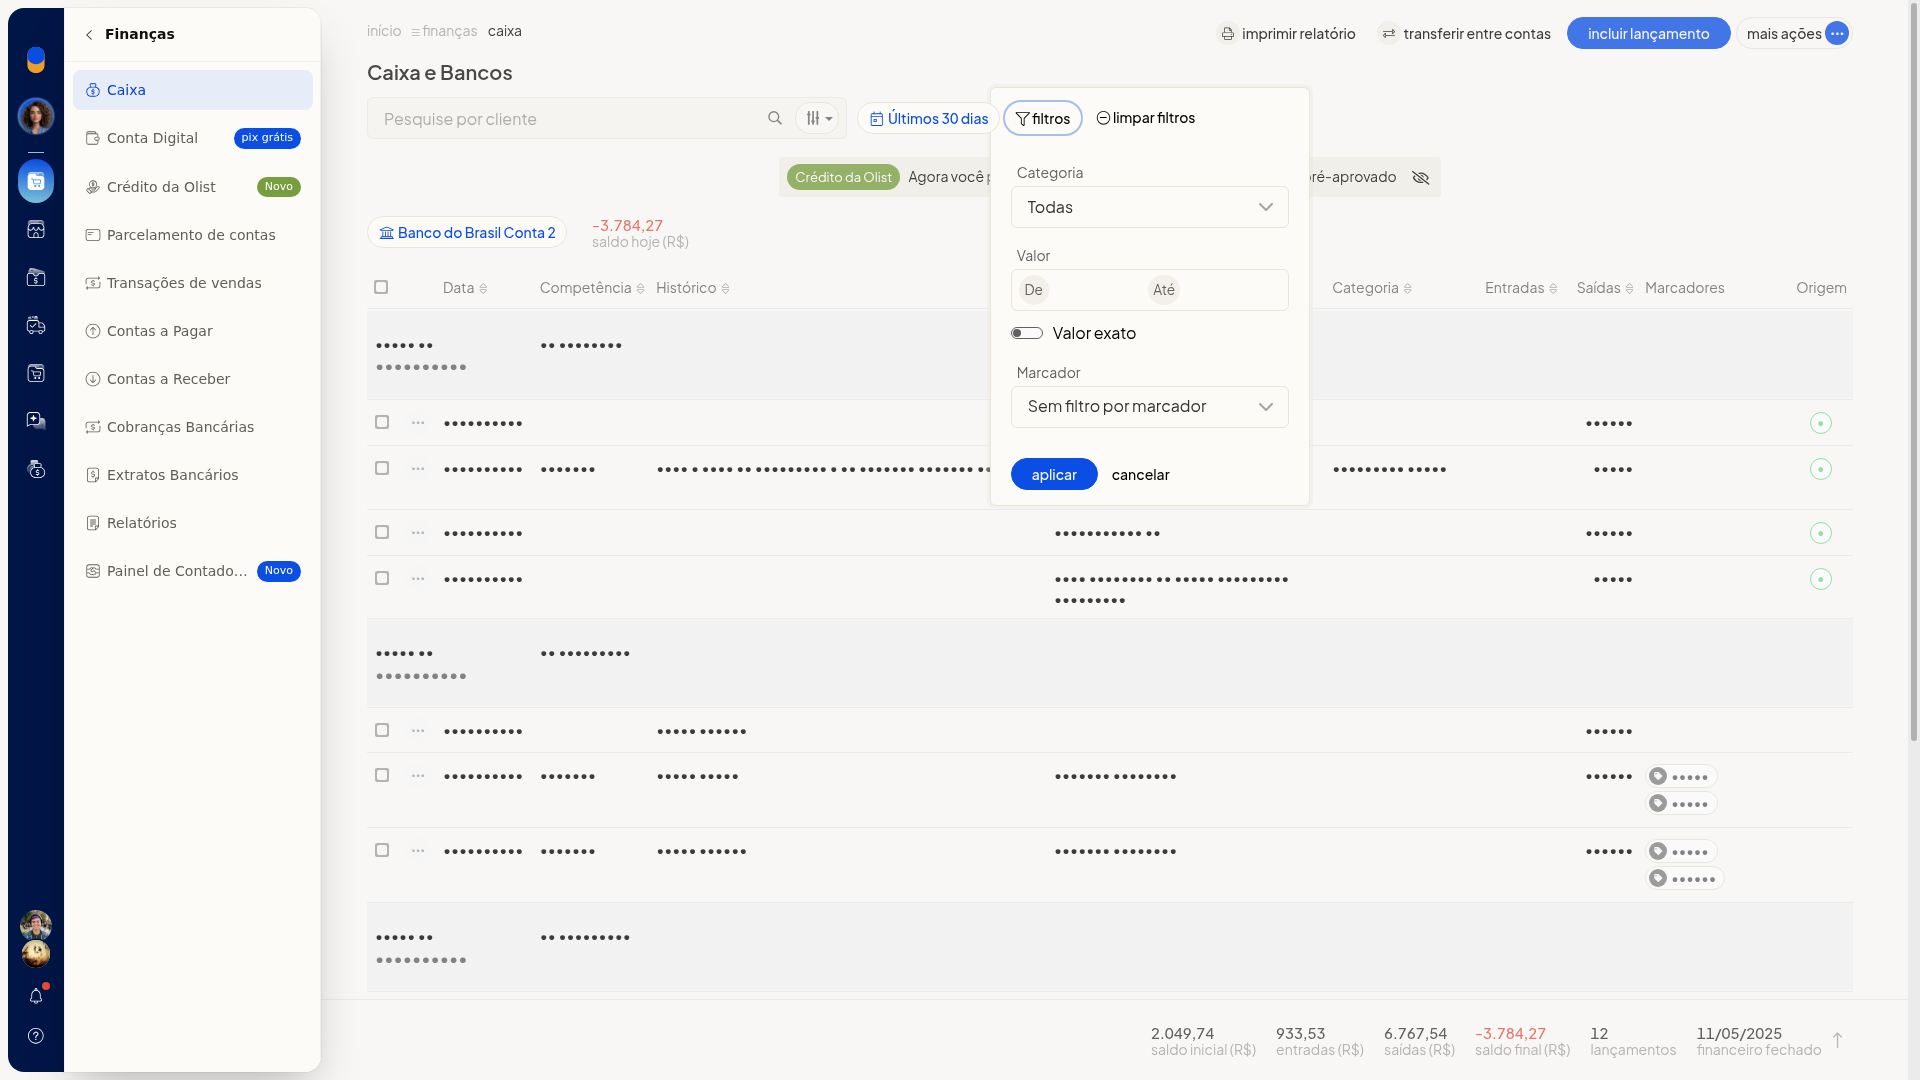 Finanças
Caixa
Conta Digital
pix grátis
Crédito da Olist
Novo
Parcelamento de contas
Transações de vendas
Contas a Pagar
Contas a Receber
Cobranças Bancárias
Extratos Bancários
Relatórios
Painel de Contado...
Novo
início
finanças
caixa
imprimir relatório
transferir entre contas
incluir lançamento
mais ações
Caixa e Bancos
Pesquise por cliente
Últimos 30 dias
filtros
limpar filtros
Crédito da Olist
Agora você
ré-aprovado
Categoria
Todas
Valor
De
Até
Valor exato
Marcador
Sem filtro por marcador
aplicar
cancelar
Banco do Brasil Conta 2
-3.784,27
saldo hoje (R$)
Data
Competência
Histórico
Categoria
Entradas
Saídas
Marcadores
Origem
2.049,74
saldo inicial (R$)
933,53
entradas (R$)
6.767,54
saídas (R$)
-3.784,27
saldo final (R$)
12
lançamentos
11/05/2025
financeiro fechado